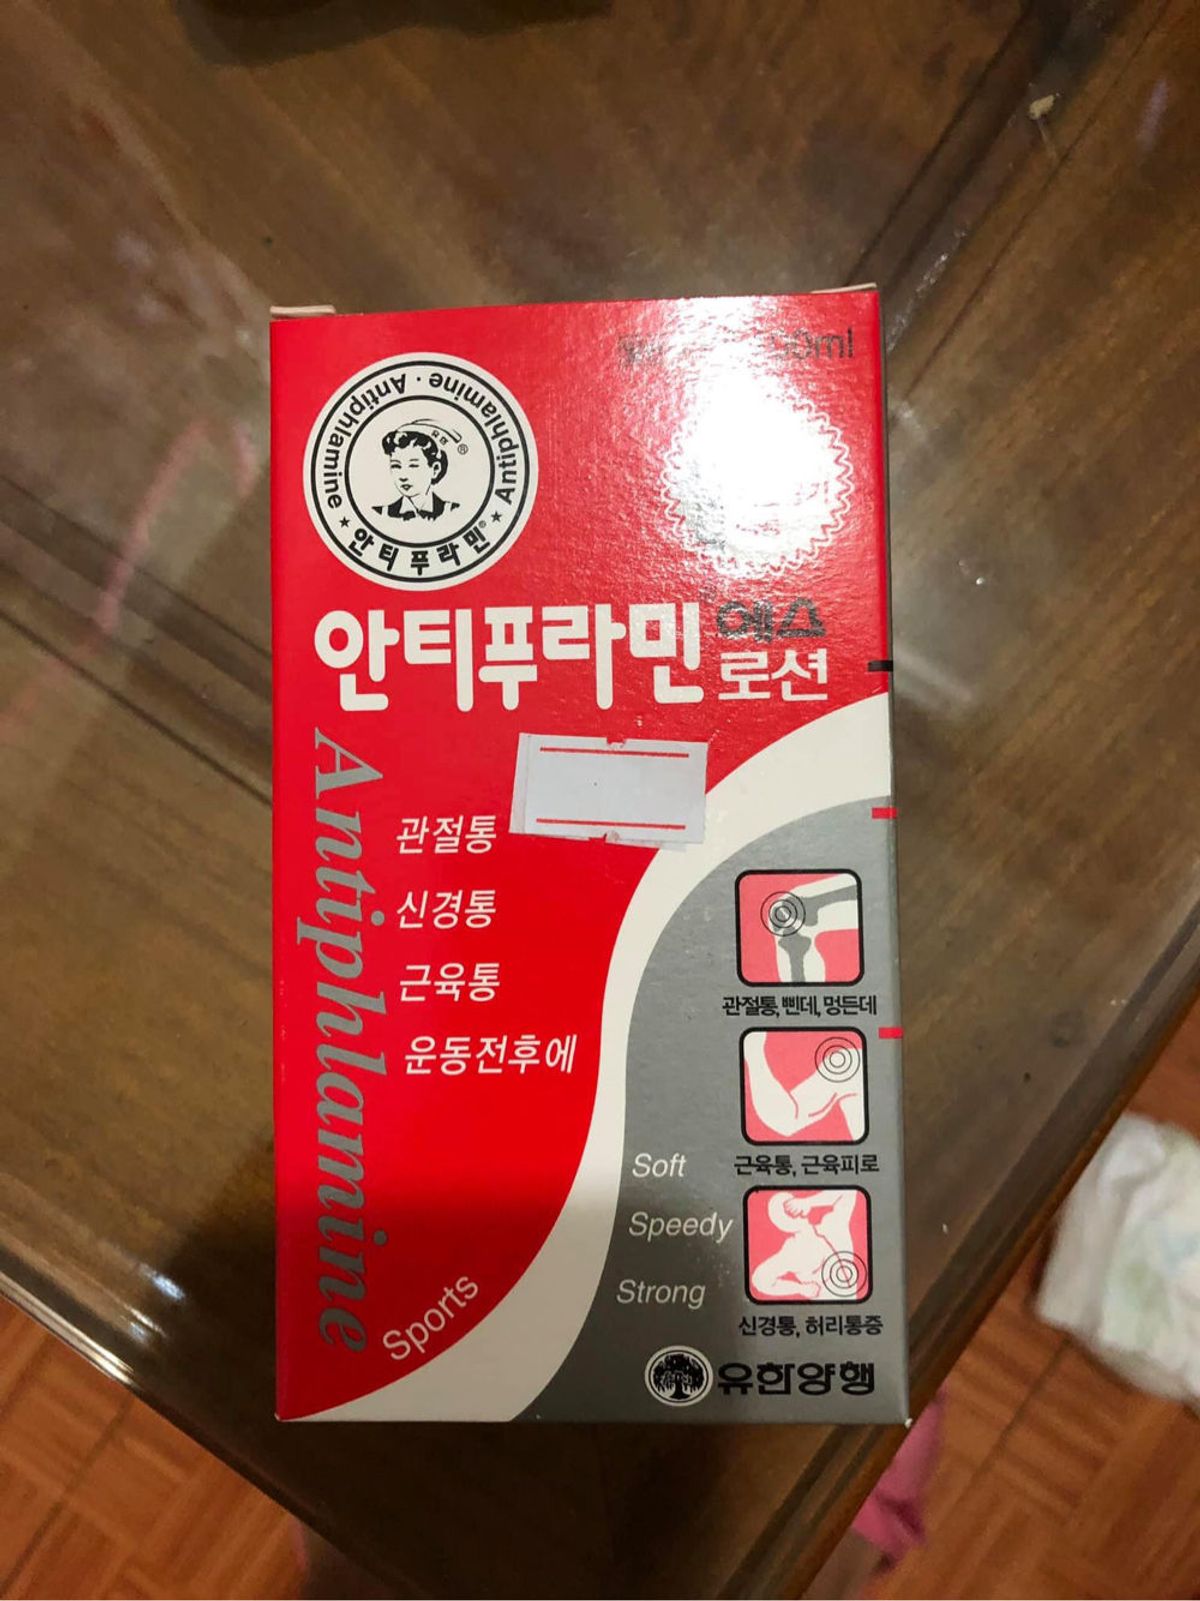 Antiphlamine · Antiphlamine
안티푸라민®
안티푸라민 에스
로션
Antiphlamine
관절통
신경통
근육통
운동전후에
관절통, 삔데, 멍든데
근육통, 근육피로
신경통, 허리통증
Soft
Speedy
Strong
Sports
유한양행